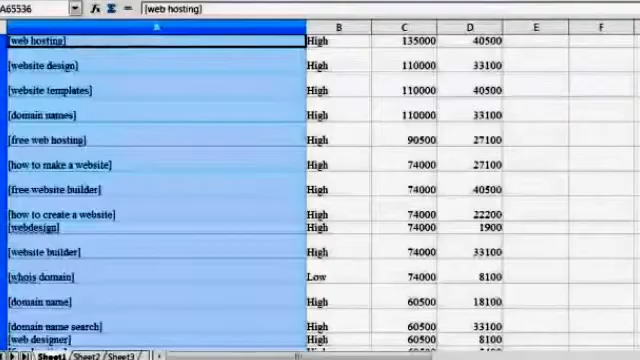 A65536 fx Σ = [web hosting]
A B C D E F
[web hosting] High 135000 40500
[website design] High 110000 33100
[website templates] High 110000 40500
[domain names] High 110000 33100
[free web hosting] High 90500 27100
[how to make a website] High 74000 27100
[free website builder] High 74000 40500
[how to create a website] High 74000 22200
[webdesign] High 74000 1900
[website builder] High 74000 33100
[whois domain] Low 74000 8100
[domain name] High 60500 18100
[domain name search] High 60500 33100
[web designer] High 60500 8100
Sheet1 Sheet2 Sheet3